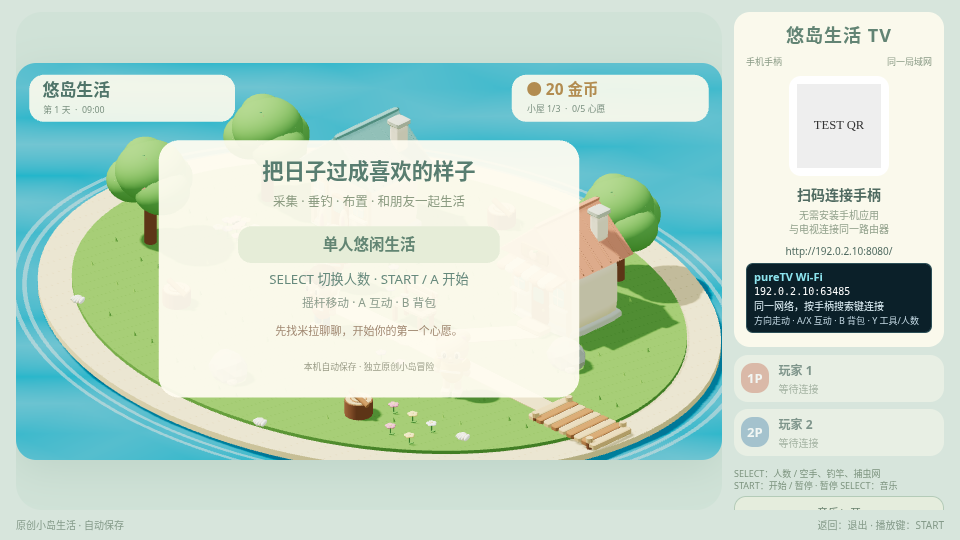 悠岛生活
第 1 天 · 09:00
20 金币
小屋 1/3 · 0/5 心愿
把日子过成喜欢的样子
采集 · 垂钓 · 布置 · 和朋友一起生活
单人悠闲生活
SELECT 切换人数 · START / A 开始
摇杆移动 · A 互动 · B 背包
先找米拉聊聊，开始你的第一个心愿。
本机自动保存 · 独立原创小岛冒险
悠岛生活 TV
手机手柄
同一局域网
TEST QR
扫码连接手柄
无需安装手机应用
与电视连接同一路由器
http://192.0.2.10:8080/
pureTV Wi-Fi
192.0.2.10:63485
同一网络，按手柄搜索键连接
方向走动 · A/X 互动 · B 背包 · Y 工具/人数
1P
玩家 1
等待连接
2P
玩家 2
等待连接
SELECT：人数 / 空手、钓竿、捕虫网
START：开始 / 暂停 · 暂停 SELECT：音乐
原创小岛生活 · 自动保存
返回：退出 · 播放键：START